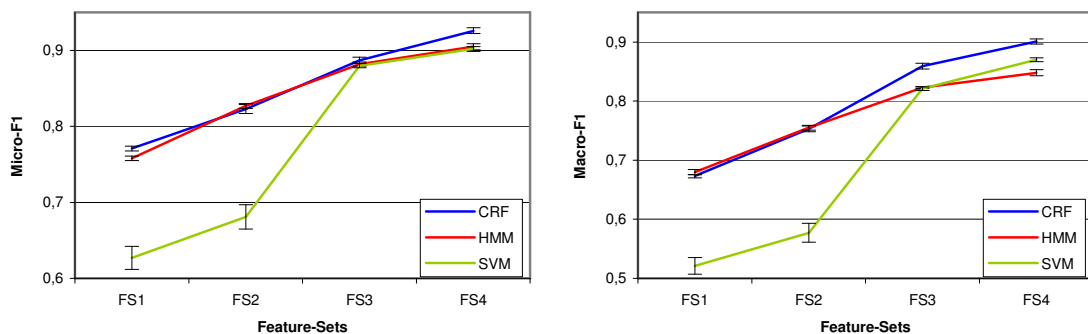 0,9
0,8
0,7
0,6
Micro-F1
CRF
HMM
SVM
FS1 FS2 FS3 FS4
Feature-Sets
0,9
0,8
0,7
0,6
0,5
Macro-F1
CRF
HMM
SVM
FS1 FS2 FS3 FS4
Feature-Sets